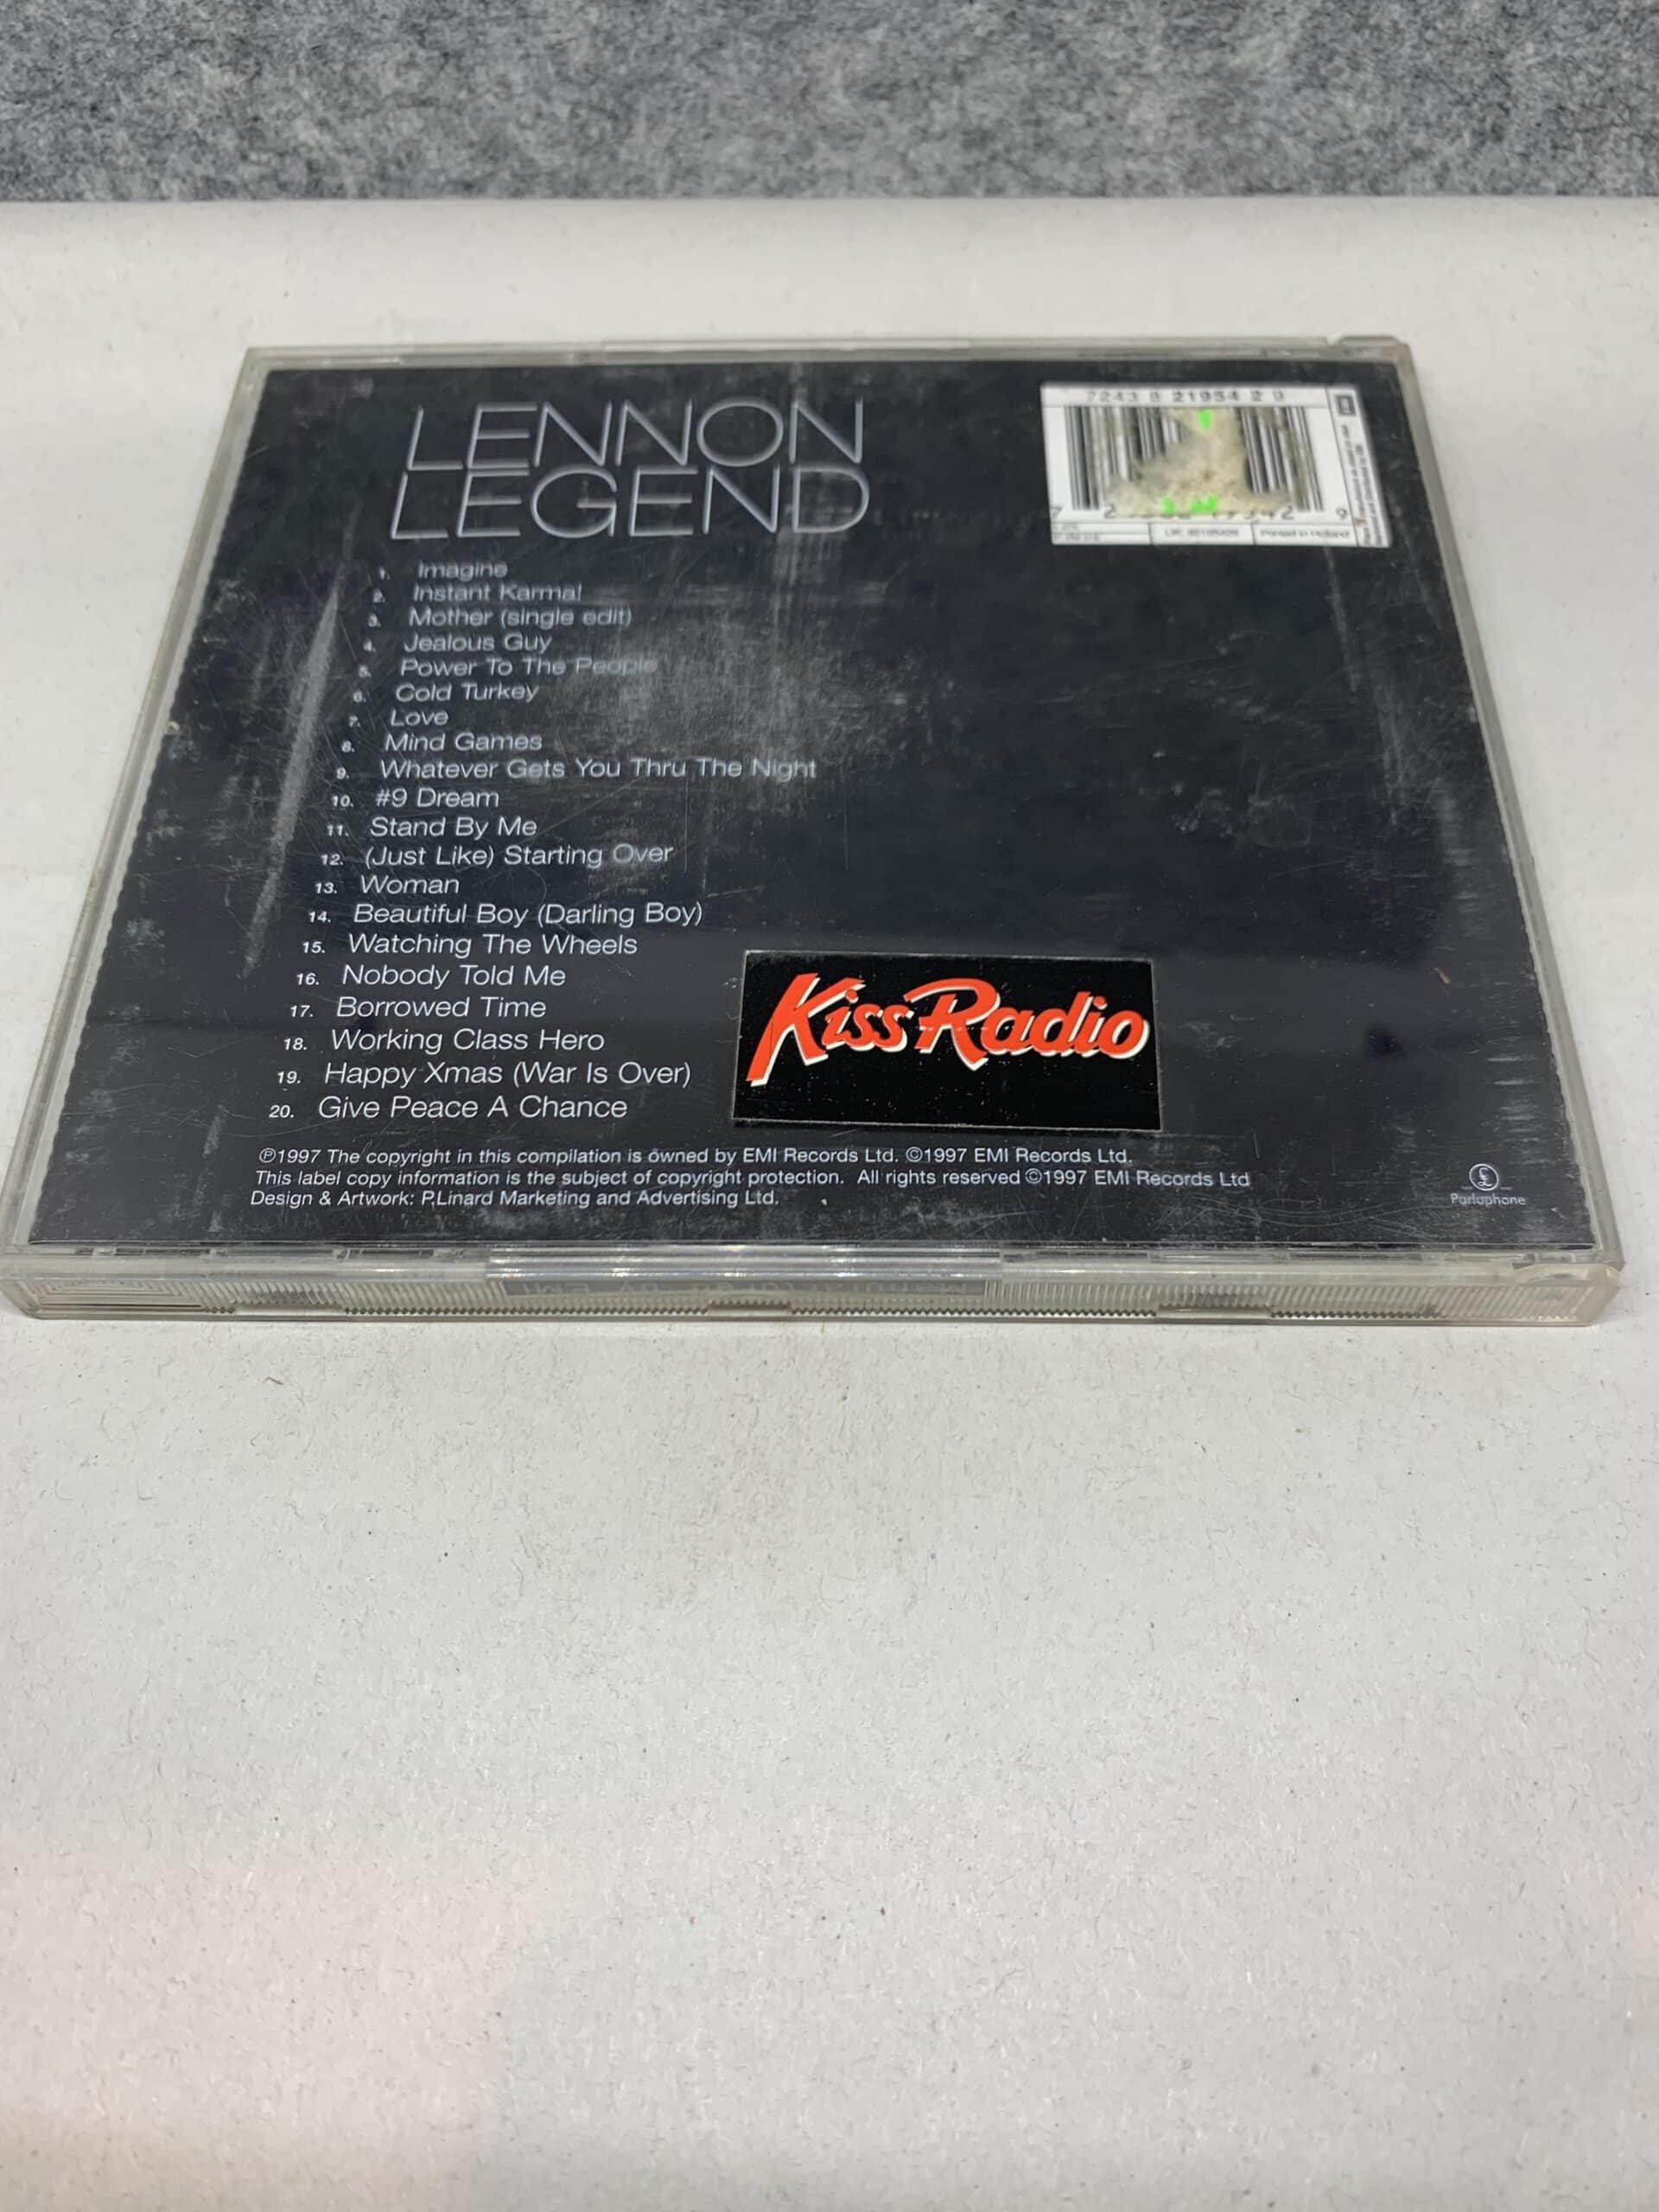 LENNON
LEGEND
7243 8 21954 2 9
1. Imagine
2. Instant Karma!
3. Mother (single edit)
4. Jealous Guy
5. Power To The People
6. Cold Turkey
7. Love
8. Mind Games
9. Whatever Gets You Thru The Night
10. #9 Dream
11. Stand By Me
12. (Just Like) Starting Over
13. Woman
14. Beautiful Boy (Darling Boy)
15. Watching The Wheels
16. Nobody Told Me
17. Borrowed Time
18. Working Class Hero
19. Happy Xmas (War Is Over)
20. Give Peace A Chance
Kiss Radio
Printed in Holland
℗1997 The copyright in this compilation is owned by EMI Records Ltd. ©1997 EMI Records Ltd.
This label copy information is the subject of copyright protection. All rights reserved ©1997 EMI Records Ltd
Design & Artwork: P,Linard Marketing and Advertising Ltd.
£
Parlophone